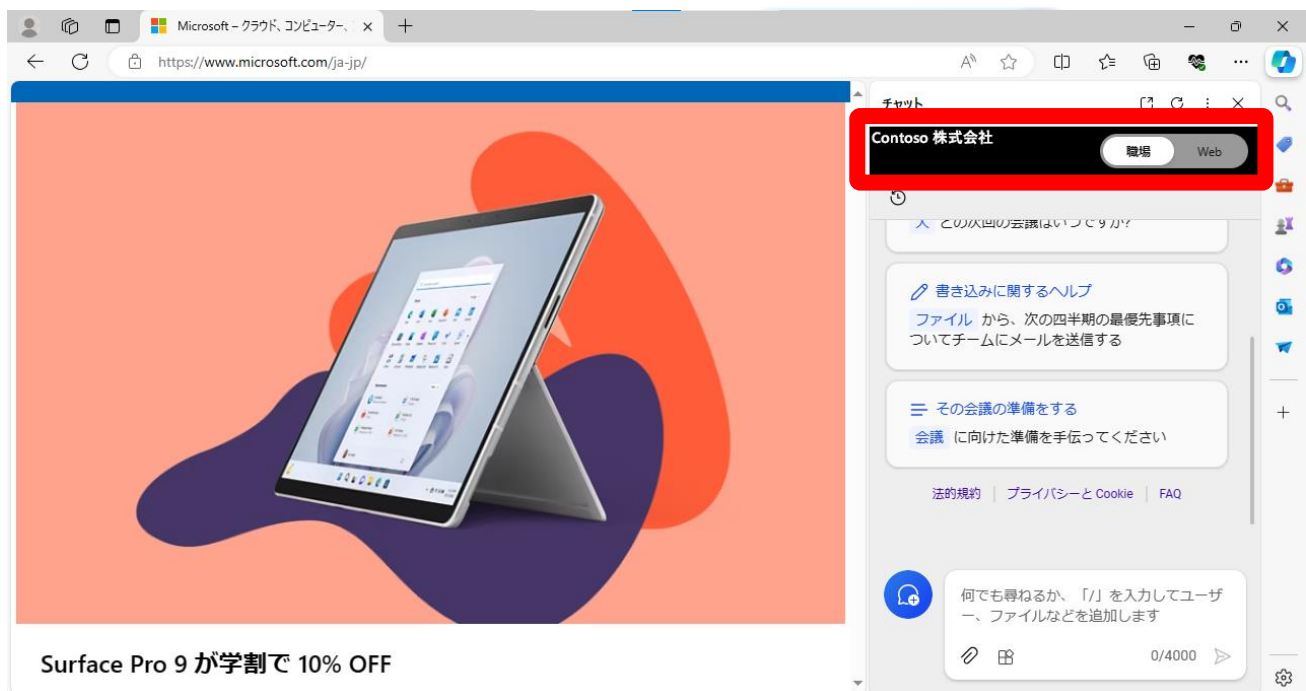 Microsoft – クラウド、コンピューター、
https://www.microsoft.com/ja-jp/
チャット
Contoso 株式会社
職場 Web
人 との次回の会議はいつですか?
書き込みに関するヘルプ
ファイル から、次の四半期の最優先事項に
ついてチームにメールを送信する
その会議の準備をする
会議 に向けた準備を手伝ってください
法的規約 | プライバシーと Cookie | FAQ
何でも尋ねるか、「/」を入力してユーザ
ー、ファイルなどを追加します
0/4000
Surface Pro 9 が学割で 10% OFF